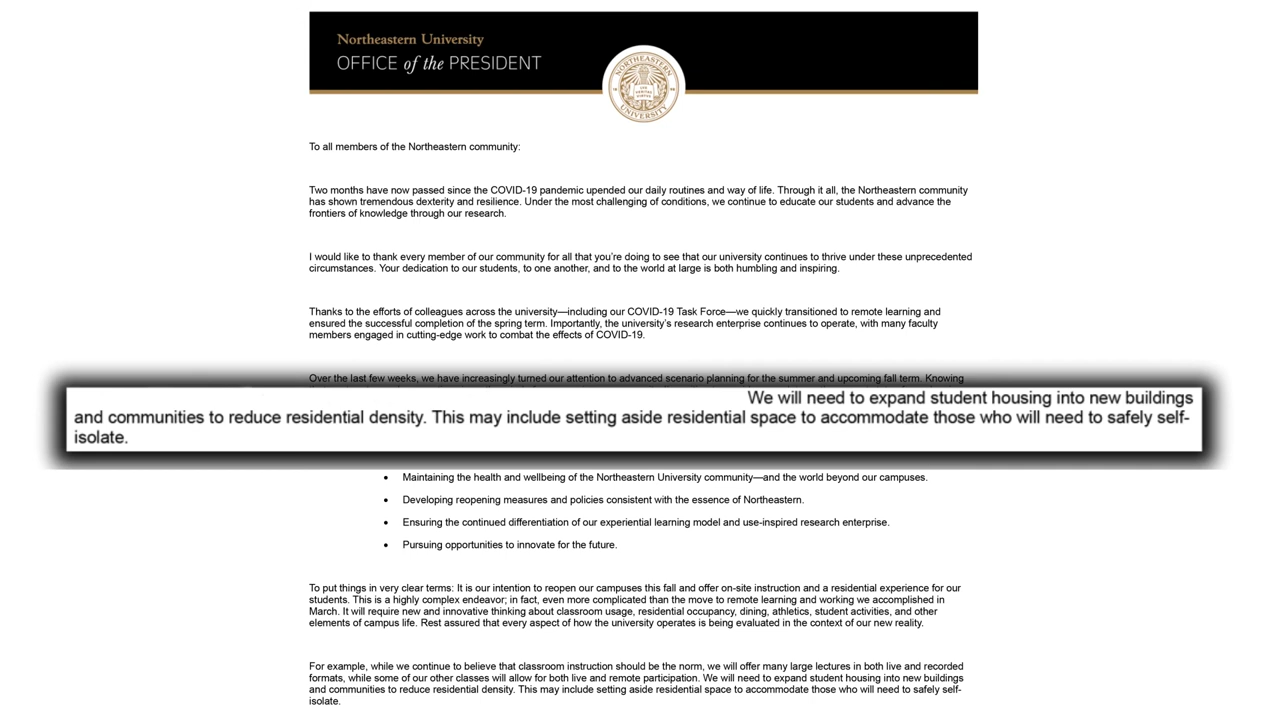 Northeastern University
OFFICE of the PRESIDENT
NORTHEASTERN
UNIVERSITY
To all members of the Northeastern community:
Two months have now passed since the COVID-19 pandemic upended our daily routines and way of life. Through it all, the Northeastern community
has shown tremendous dexterity and resilience. Under the most challenging of conditions, we continue to educate our students and advance the
frontiers of knowledge through our research.
I would like to thank every member of our community for all that you’re doing to see that our university continues to thrive under these unprecedented
circumstances. Your dedication to our students, to one another, and to the world at large is both humbling and inspiring.
Thanks to the efforts of colleagues across the university—including our COVID-19 Task Force—we quickly transitioned to remote learning and
ensured the successful completion of the spring term. Importantly, the university’s research enterprise continues to operate, with many faculty
members engaged in cutting-edge work to combat the effects of COVID-19.
Over the last few weeks, we have increasingly turned our attention to advanced scenario planning for the summer and upcoming fall term. Knowing
We will need to expand student housing into new buildings
and communities to reduce residential density. This may include setting aside residential space to accommodate those who will need to safely self-
isolate.
• Maintaining the health and wellbeing of the Northeastern University community—and the world beyond our campuses.
• Developing reopening measures and policies consistent with the essence of Northeastern.
• Ensuring the continued differentiation of our experiential learning model and use-inspired research enterprise.
• Pursuing opportunities to innovate for the future.
To put things in very clear terms: It is our intention to reopen our campuses this fall and offer on-site instruction and a residential experience for our
students. This is a highly complex endeavor; in fact, even more complicated than the move to remote learning and working we accomplished in
March. It will require new and innovative thinking about classroom usage, residential occupancy, dining, athletics, student activities, and other
elements of campus life. Rest assured that every aspect of how the university operates is being evaluated in the context of our new reality.
For example, while we continue to believe that classroom instruction should be the norm, we will offer many large lectures in both live and recorded
formats, while some of our other classes will allow for both live and remote participation. We will need to expand student housing into new buildings
and communities to reduce residential density. This may include setting aside residential space to accommodate those who will need to safely self-
isolate.